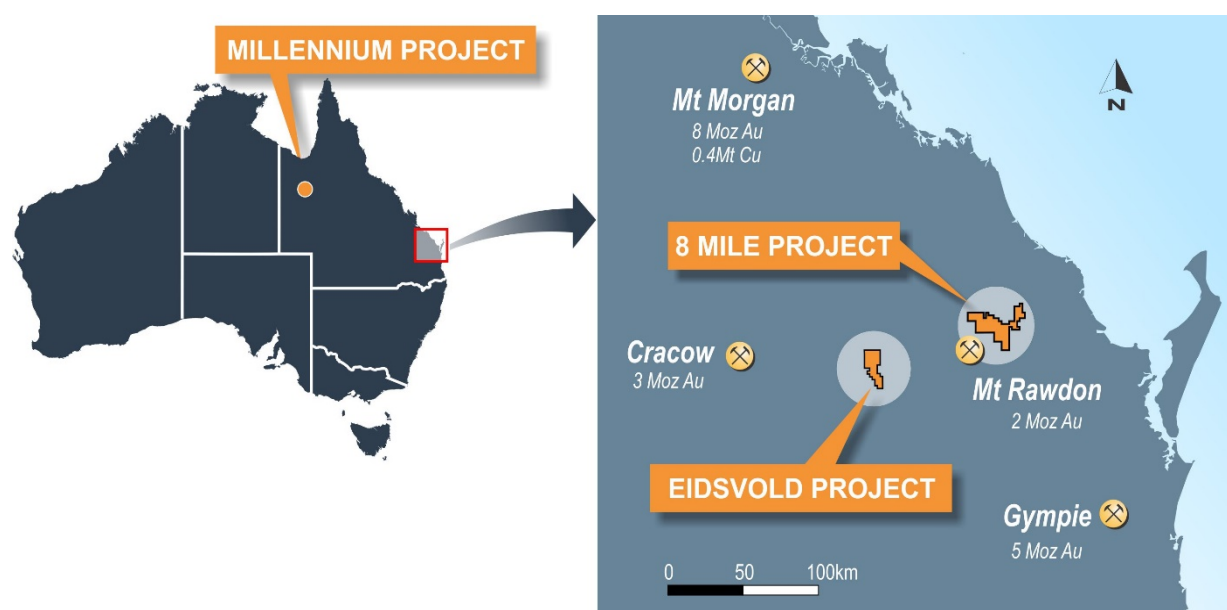 MILLENNIUM PROJECT
Mt Morgan
8 Moz Au
0.4Mt Cu
N
8 MILE PROJECT
Cracow
3 Moz Au
Mt Rawdon
2 Moz Au
EIDSVOLD PROJECT
Gympie
5 Moz Au
0 50 100km